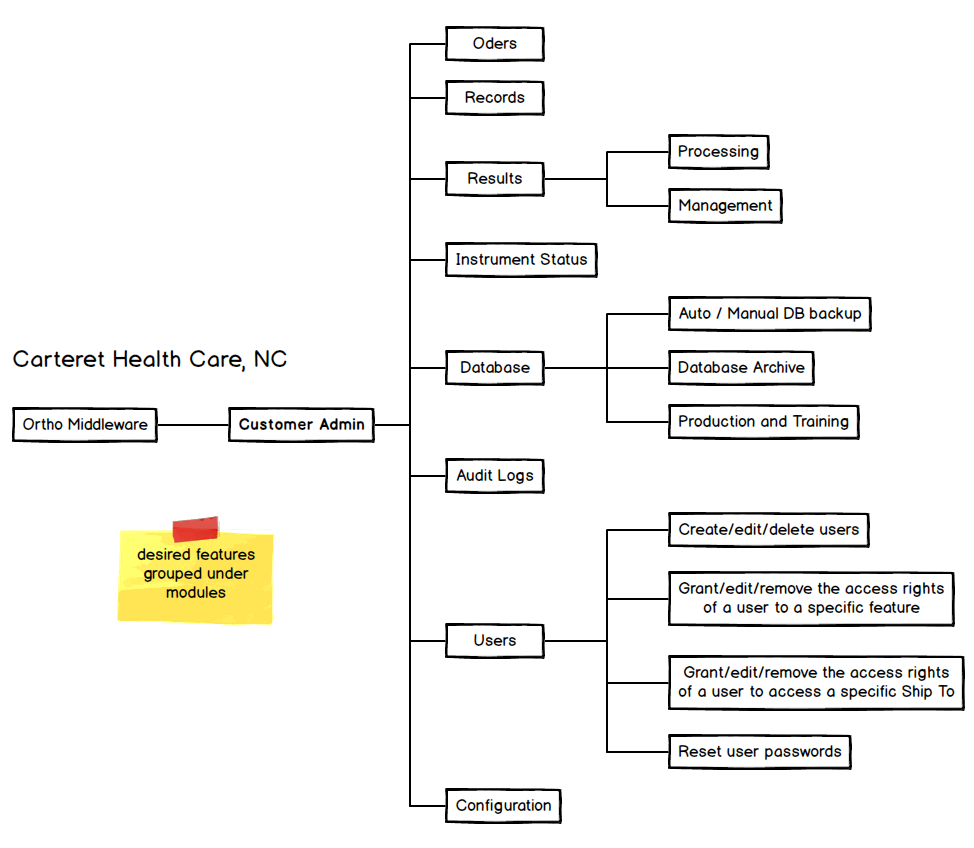 Oders
Records
Processing
Results
Management
Instrument Status
Auto / Manual DB backup
Carteret Health Care, NC
Database
Database Archive
Ortho Middleware
Customer Admin
Production and Training
Audit Logs
desired features
grouped under
modules
Create/edit/delete users
Grant/edit/remove the access rights
of a user to a specific feature
Users
Grant/edit/remove the access rights
of a user to access a specific Ship To
Reset user passwords
Configuration